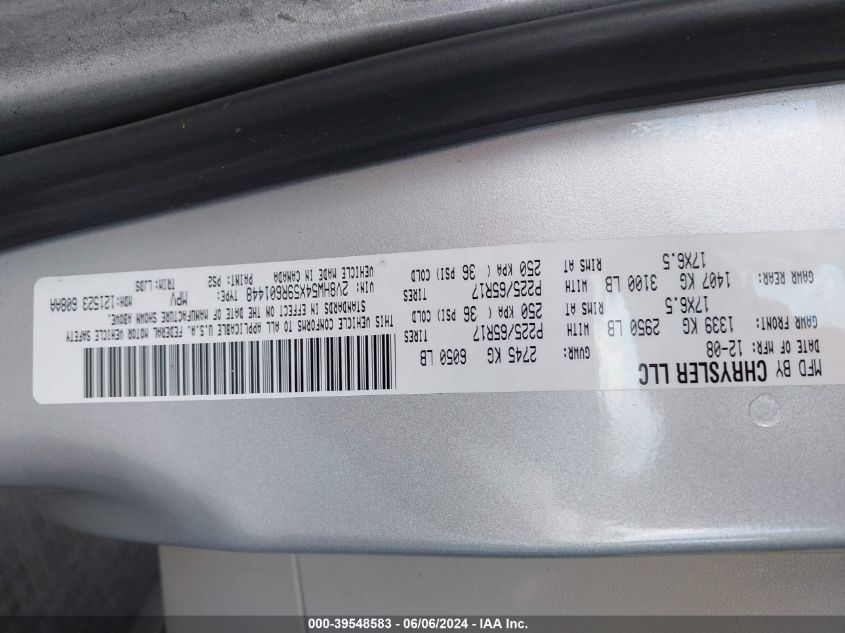 MFD BY CHRYSLER LLC
DATE OF MFR: 12-08 GVWR: 2745 KG 6050 LB
GAWR FRONT: 1339 KG 2950 LB WITH P225/65R17 TIRES
RIMS AT 17X6.5 250 KPA ( 36 PSI) COLD
GAWR REAR: 1407 KG 3100 LB WITH P225/65R17 TIRES
RIMS AT 17X6.5 250 KPA ( 36 PSI) COLD
THIS VEHICLE CONFORMS TO ALL APPLICABLE U.S.A. FEDERAL MOTOR VEHICLE SAFETY
STANDARDS IN EFFECT ON THE DATE OF MANUFACTURE SHOWN ABOVE.
VIN: 2V8HW54X59R601448 TYPE: MPV MDH:121523 608AA
VEHICLE MADE IN CANADA PAINT: PS2 TRIM:LJDS
000-39548583 - 06/06/2024 - IAA Inc.